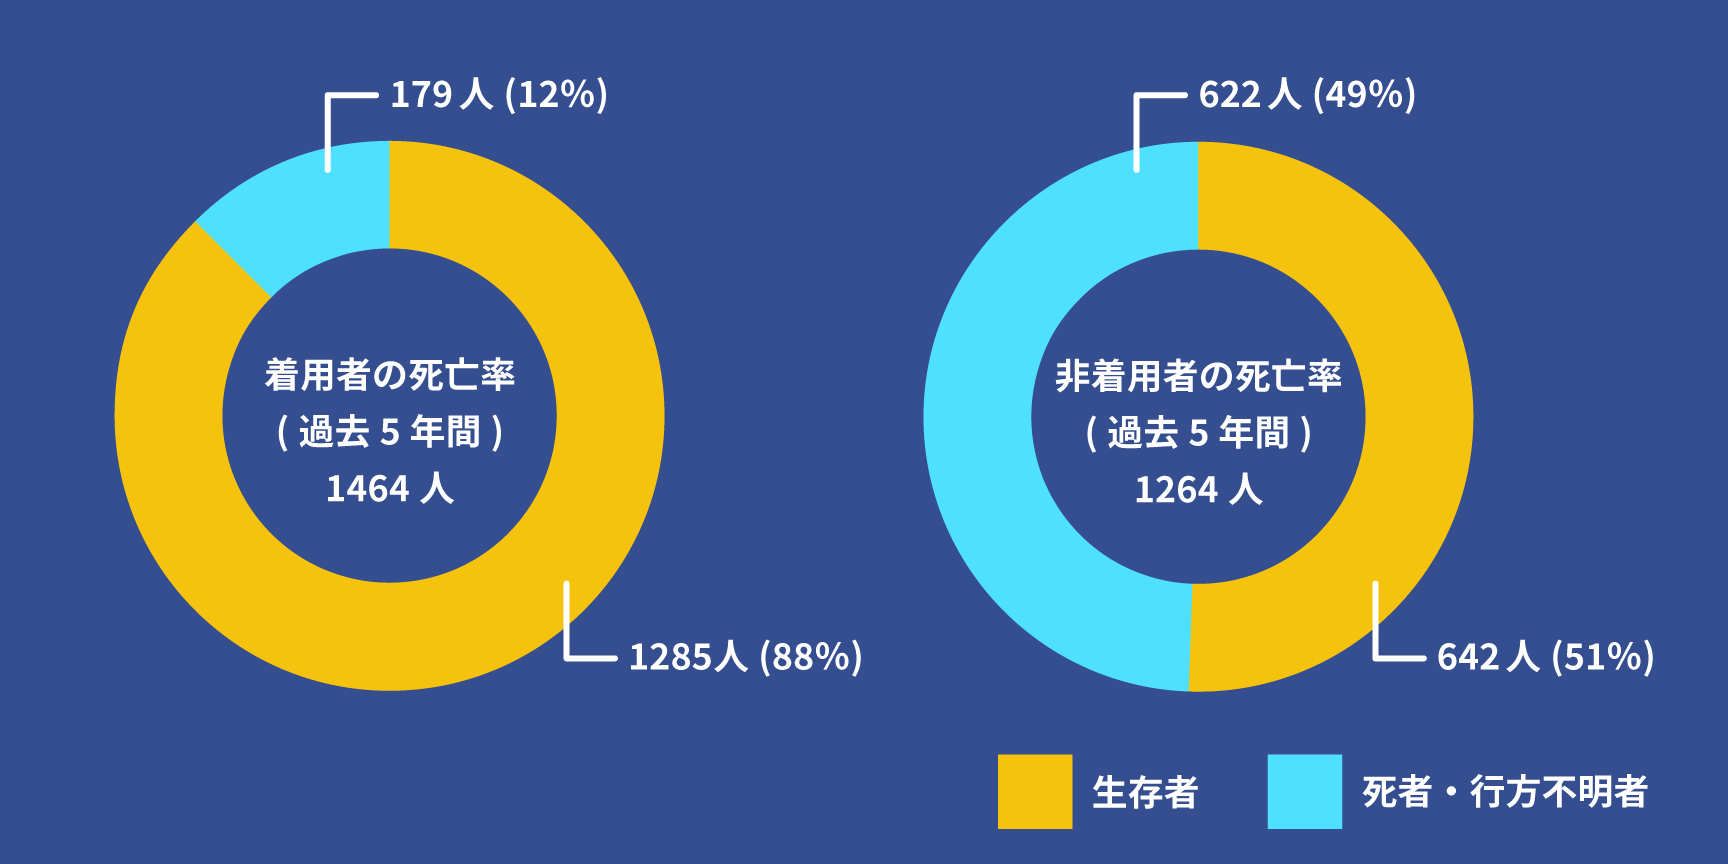 179人 (12%)
着用者の死亡率
( 過去 5 年間 )
1464 人
1285人 (88%)
622人 (49%)
非着用者の死亡率
( 過去 5 年間 )
1264 人
642人 (51%)
生存者
死者・行方不明者